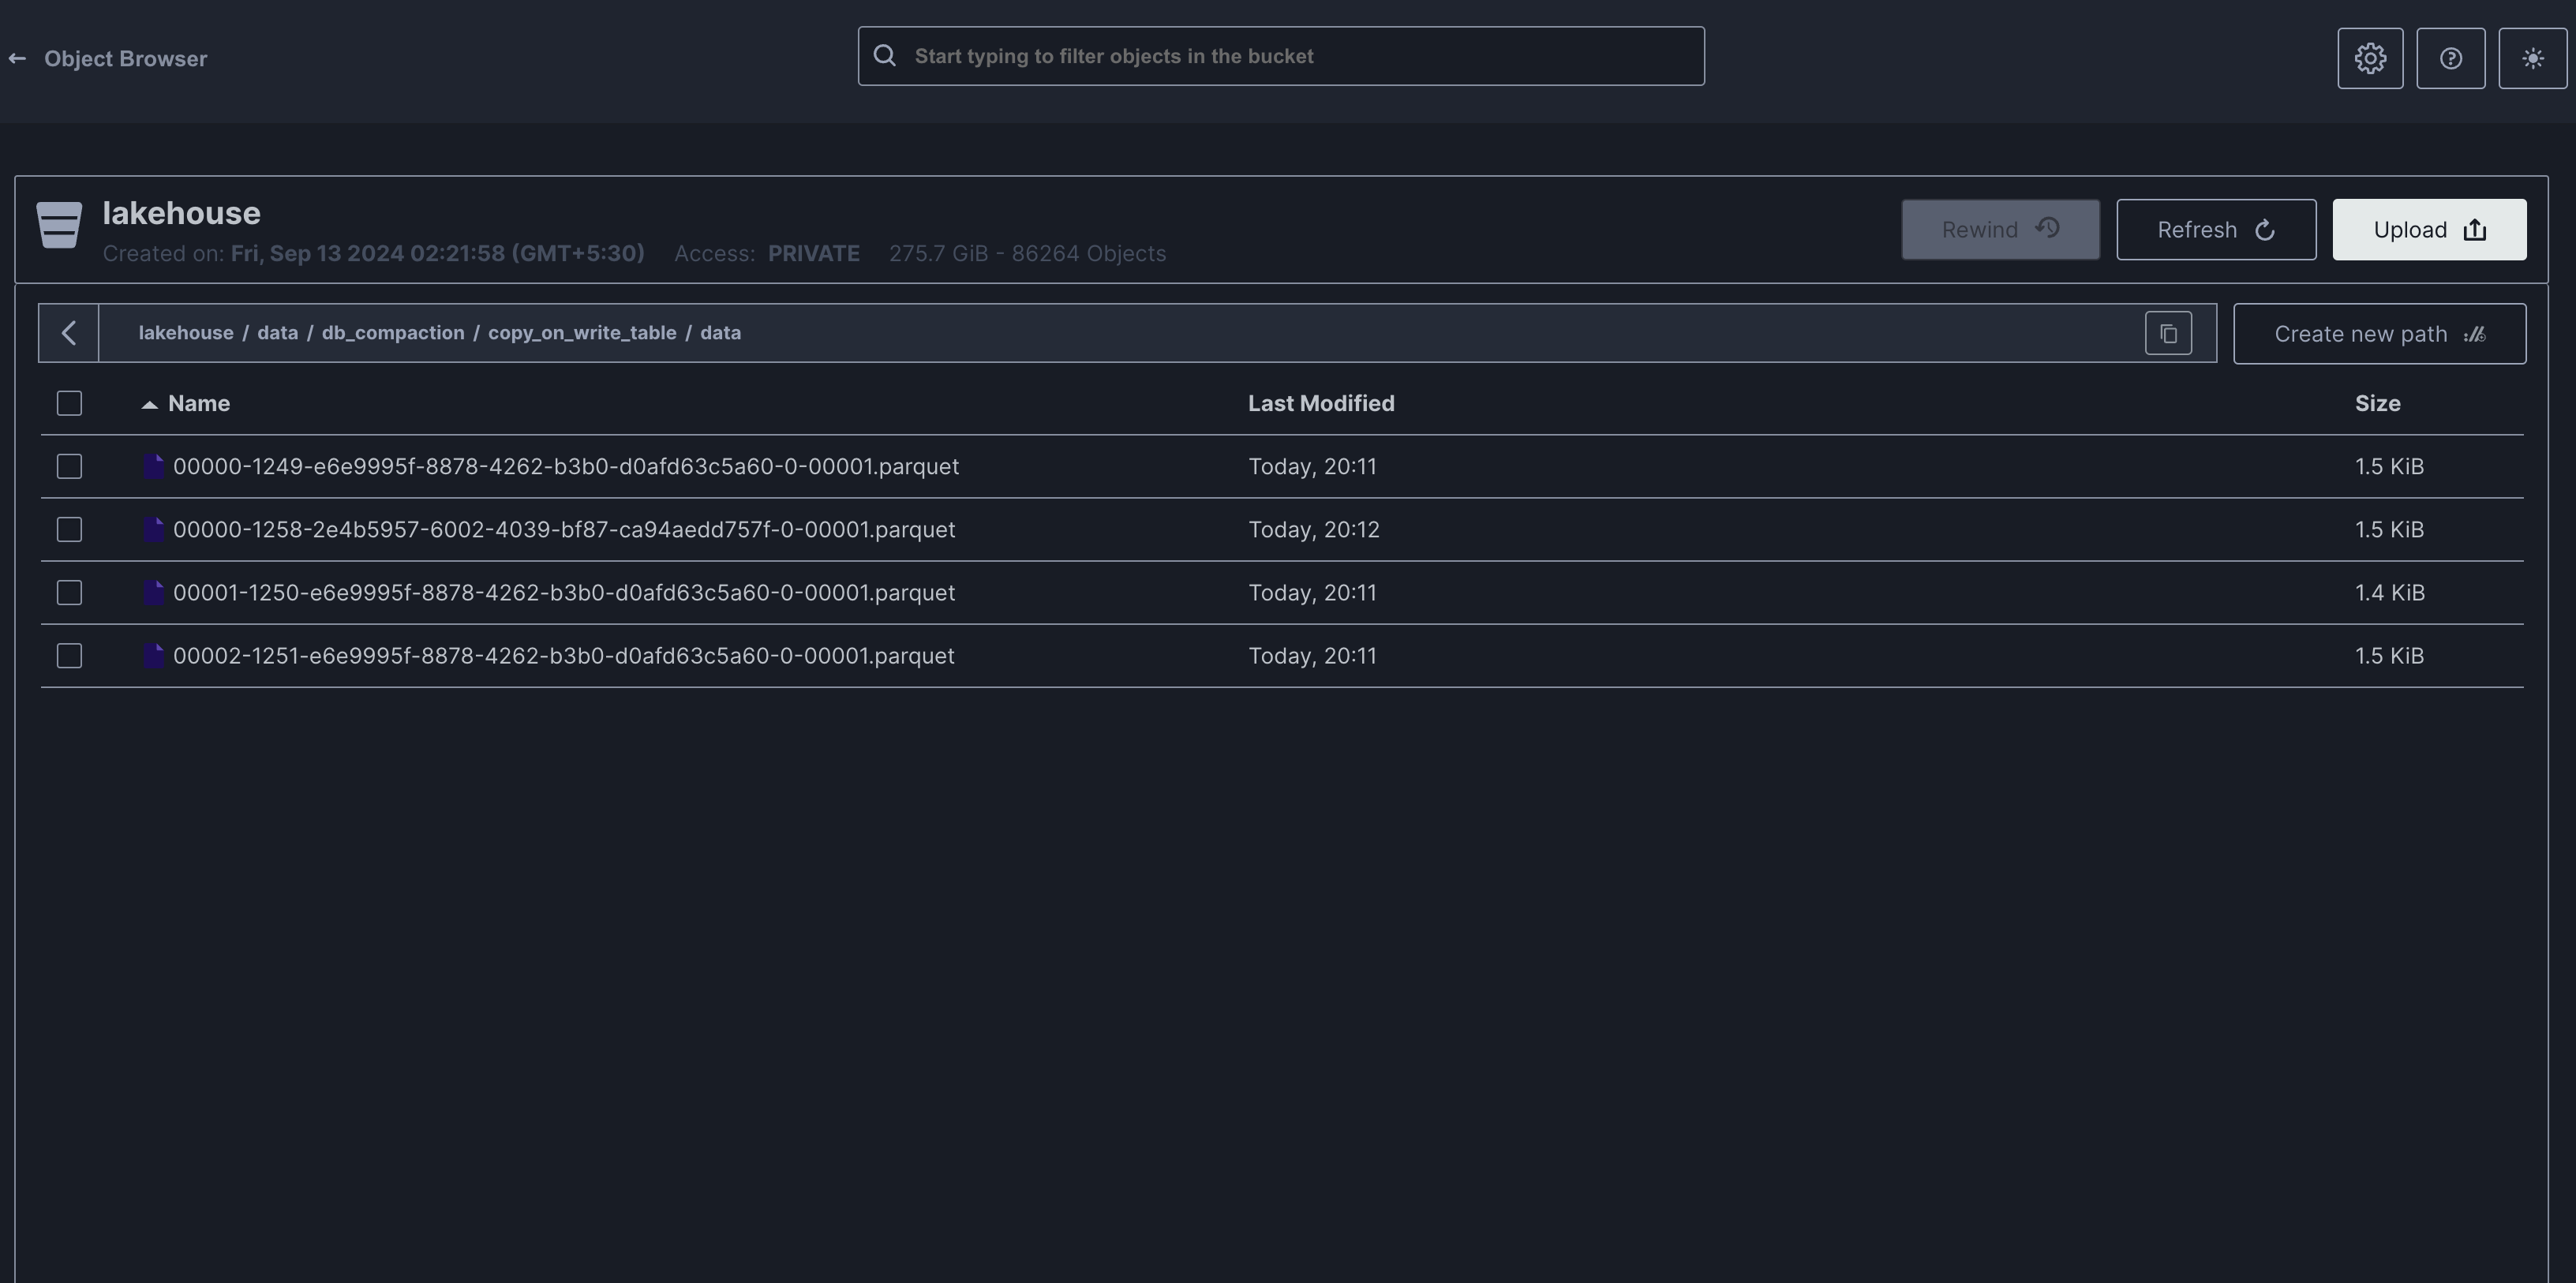 Object Browser
Start typing to filter objects in the bucket
lakehouse
Created on: Fri, Sep 13 2024 02:21:58 (GMT+5:30) Access: PRIVATE 275.7 GiB - 86264 Objects
Rewind
Refresh
Upload
lakehouse / data / db_compaction / copy_on_write_table / data
Create new path
Name Last Modified Size
00000-1249-e6e9995f-8878-4262-b3b0-d0afd63c5a60-0-00001.parquet Today, 20:11 1.5 KiB
00000-1258-2e4b5957-6002-4039-bf87-ca94aedd757f-0-00001.parquet Today, 20:12 1.5 KiB
00001-1250-e6e9995f-8878-4262-b3b0-d0afd63c5a60-0-00001.parquet Today, 20:11 1.4 KiB
00002-1251-e6e9995f-8878-4262-b3b0-d0afd63c5a60-0-00001.parquet Today, 20:11 1.5 KiB